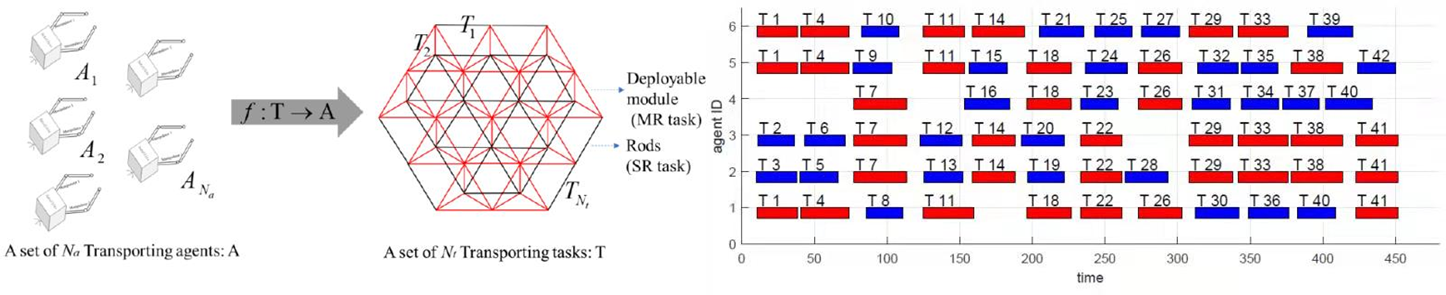 A₁
A₂
A_Nₐ
f : T → A
T₁
T₂
T_Nₜ
Deployable
module
(MR task)
Rods
(SR task)
A set of Nₐ Transporting agents: A
A set of Nₜ Transporting tasks: T
agent ID
6
T 1 T 4 T 10 T 11 T 14 T 21 T 25 T 27 T 29 T 33 T 39
5
T 1 T 4 T 9 T 11 T 15 T 18 T 24 T 26 T 32 T 35 T 38 T 42
4
T 7 T 16 T 18 T 23 T 26 T 31 T 34 T 37 T 40
3
T 2 T 6 T 7 T 12 T 14 T 20 T 22 T 29 T 33 T 38 T 41
2
T 3 T 5 T 7 T 13 T 14 T 19 T 22 T 28 T 29 T 33 T 38 T 41
1
T 1 T 4 T 8 T 11 T 18 T 22 T 26 T 30 T 36 T 40 T 41
0
0 50 100 150 200 250 300 350 400 450
time